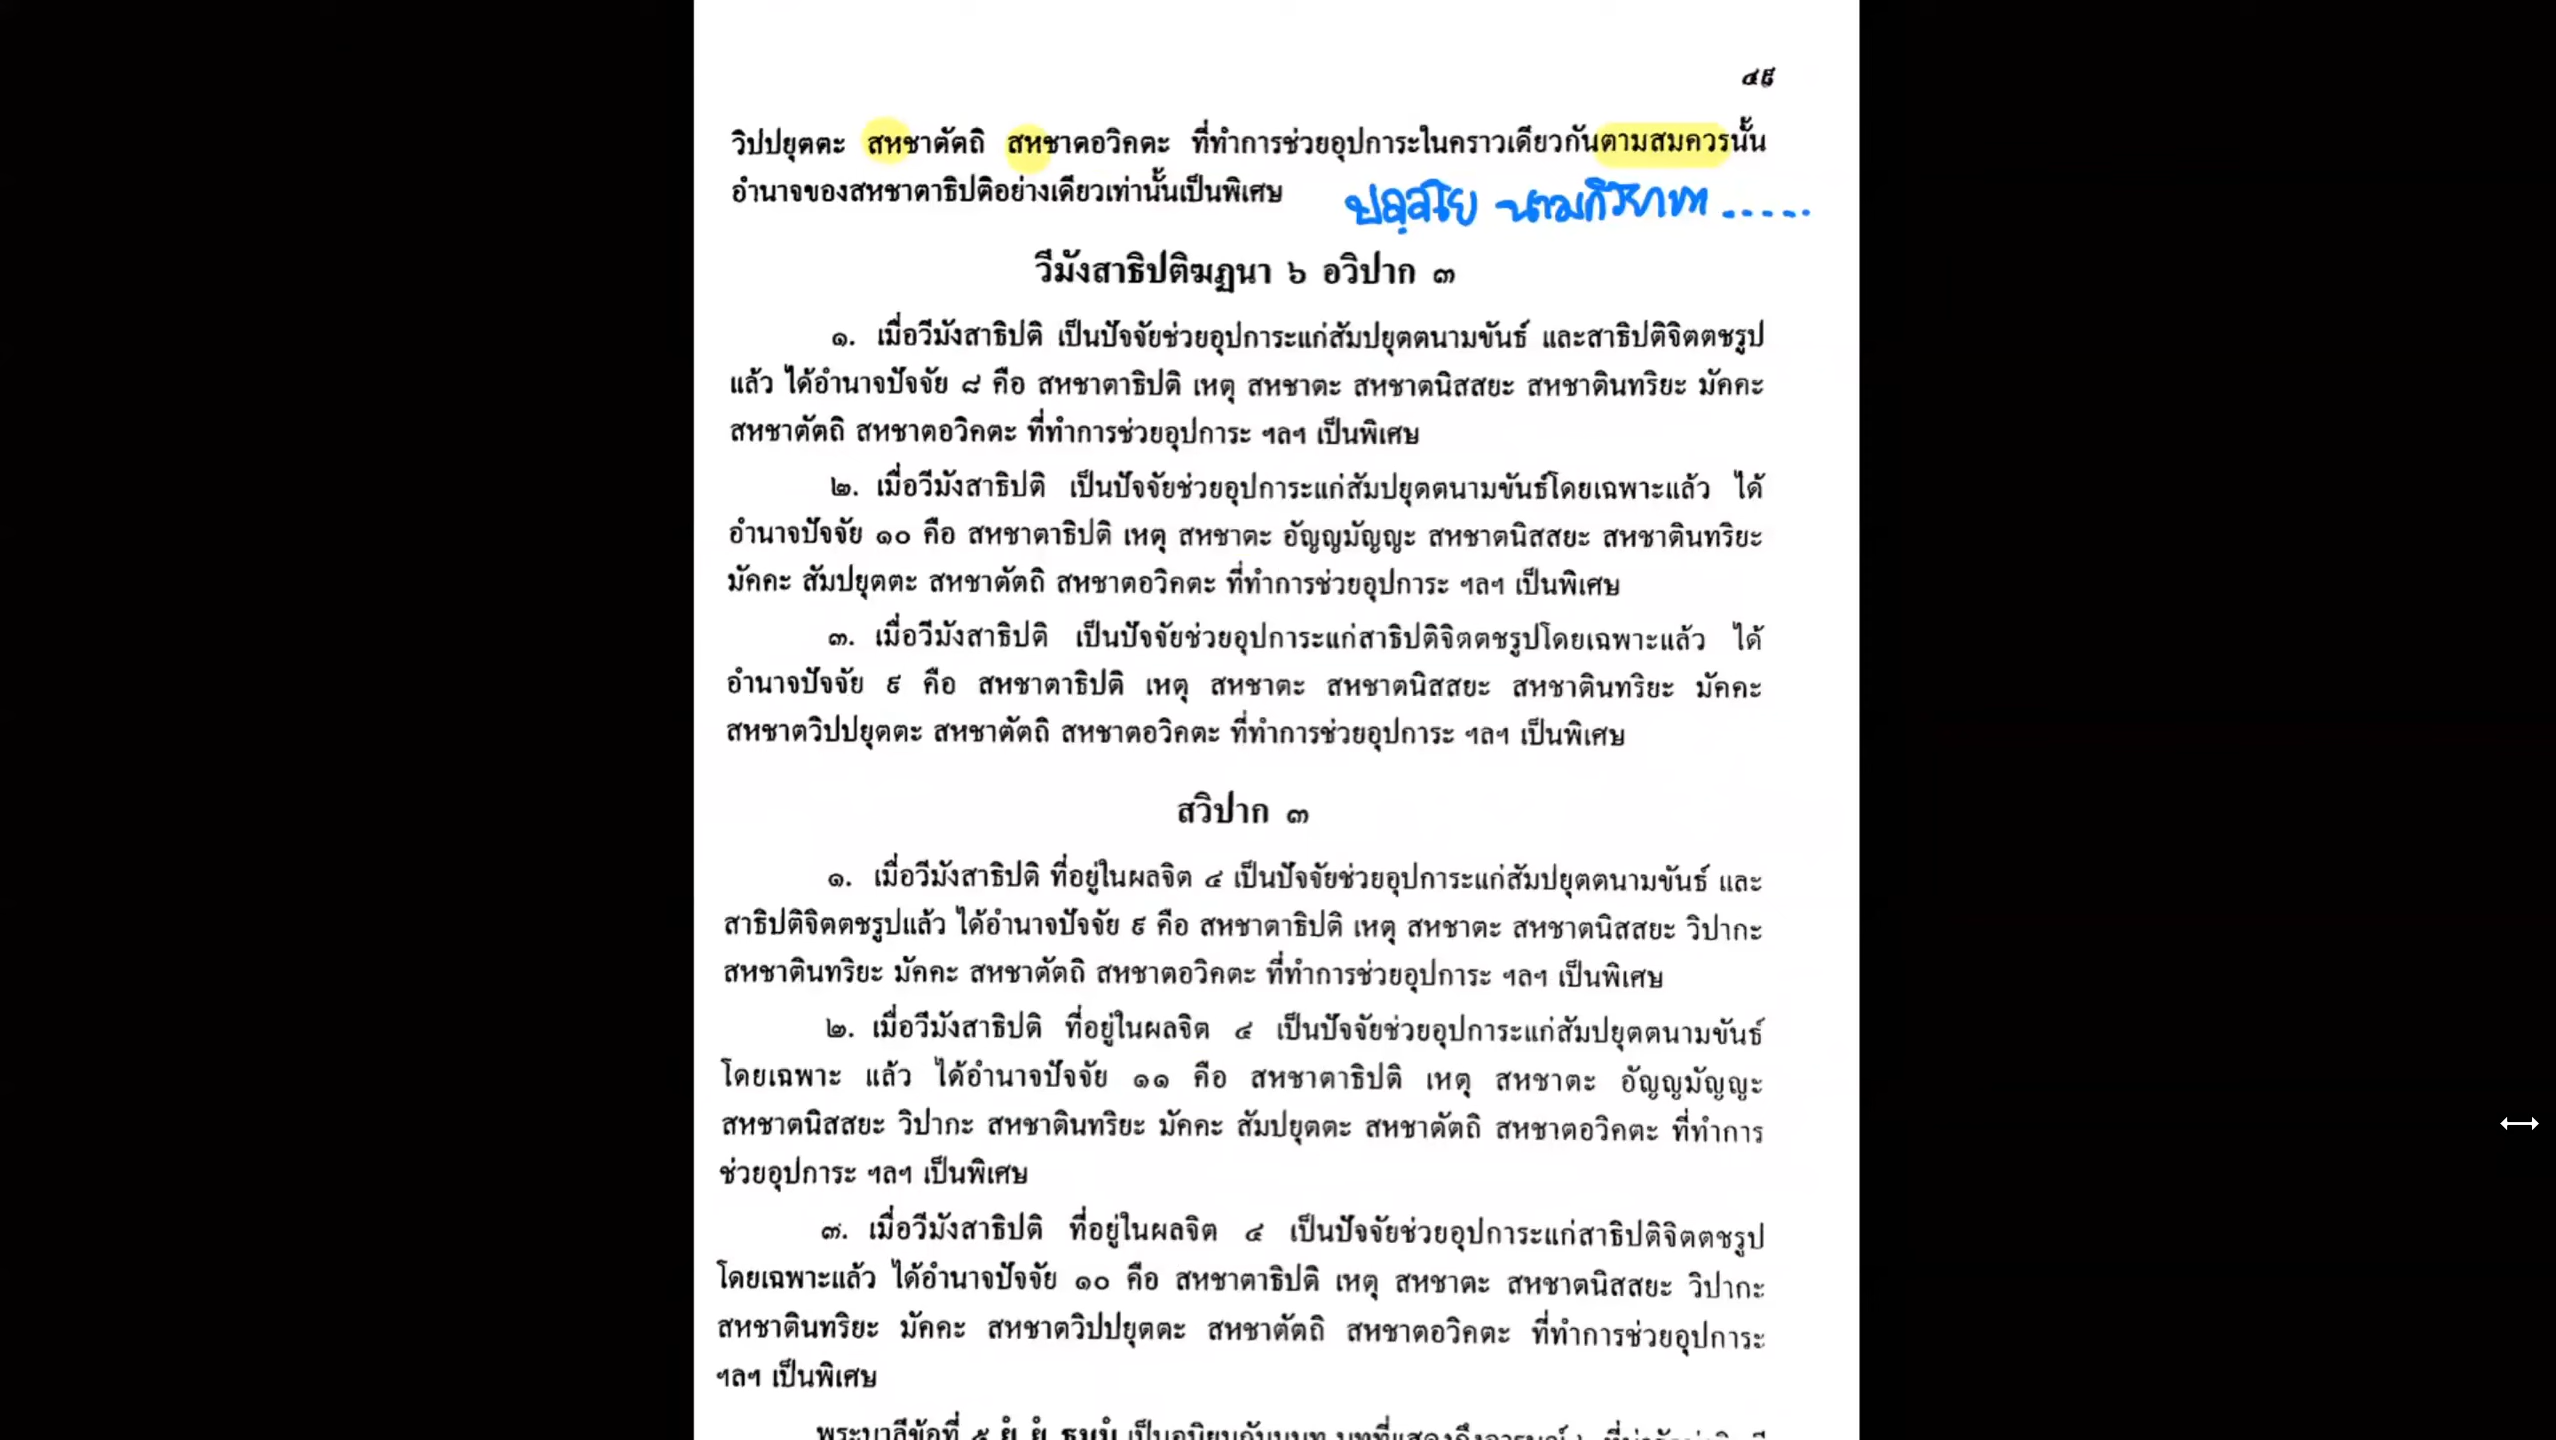 ๔๙
วิปปยุตตะ สหชาตัตถิ สหชาตอวิคตะ ที่ทำการช่วยอุปการะในคราวเดียวกันตามสมควรนั้น
อำนาจของสหชาตาธิปติอย่างเดียวเท่านั้นเป็นพิเศษ
วีมังสาธิปติฆฏนา ๖ อวิปาก ๓
๑. เมื่อวีมังสาธิปติ เป็นปัจจัยช่วยอุปการะแก่สัมปยุตตนามขันธ์ และสาธิปติจิตตชรูป
แล้ว ได้อำนาจปัจจัย ๘ คือ สหชาตาธิปติ เหตุ สหชาตะ สหชาตนิสสยะ สหชาตินทริยะ มัคคะ
สหชาตัตถิ สหชาตอวิคตะ ที่ทำการช่วยอุปการะ ฯลฯ เป็นพิเศษ
๒. เมื่อวีมังสาธิปติ เป็นปัจจัยช่วยอุปการะแก่สัมปยุตตนามขันธ์โดยเฉพาะแล้ว ได้
อำนาจปัจจัย ๑๐ คือ สหชาตาธิปติ เหตุ สหชาตะ อัญญมัญญะ สหชาตนิสสยะ สหชาตินทริยะ
มัคคะ สัมปยุตตะ สหชาตัตถิ สหชาตอวิคตะ ที่ทำการช่วยอุปการะ ฯลฯ เป็นพิเศษ
๓. เมื่อวีมังสาธิปติ เป็นปัจจัยช่วยอุปการะแก่สาธิปติจิตตชรูปโดยเฉพาะแล้ว ได้
อำนาจปัจจัย ๙ คือ สหชาตาธิปติ เหตุ สหชาตะ สหชาตนิสสยะ สหชาตินทริยะ มัคคะ
สหชาตวิปปยุตตะ สหชาตัตถิ สหชาตอวิคตะ ที่ทำการช่วยอุปการะ ฯลฯ เป็นพิเศษ
สวิปาก ๓
๑. เมื่อวีมังสาธิปติ ที่อยู่ในผลจิต ๔ เป็นปัจจัยช่วยอุปการะแก่สัมปยุตตนามขันธ์ และ
สาธิปติจิตตชรูปแล้ว ได้อำนาจปัจจัย ๙ คือ สหชาตาธิปติ เหตุ สหชาตะ สหชาตนิสสยะ วิปากะ
สหชาตินทริยะ มัคคะ สหชาตัตถิ สหชาตอวิคตะ ที่ทำการช่วยอุปการะ ฯลฯ เป็นพิเศษ
๒. เมื่อวีมังสาธิปติ ที่อยู่ในผลจิต ๔ เป็นปัจจัยช่วยอุปการะแก่สัมปยุตตนามขันธ์
โดยเฉพาะ แล้ว ได้อำนาจปัจจัย ๑๑ คือ สหชาตาธิปติ เหตุ สหชาตะ อัญญมัญญะ
สหชาตนิสสยะ วิปากะ สหชาตินทริยะ มัคคะ สัมปยุตตะ สหชาตัตถิ สหชาตอวิคตะ ที่ทำการ
ช่วยอุปการะ ฯลฯ เป็นพิเศษ
๓. เมื่อวีมังสาธิปติ ที่อยู่ในผลจิต ๔ เป็นปัจจัยช่วยอุปการะแก่สาธิปติจิตตชรูป
โดยเฉพาะแล้ว ได้อำนาจปัจจัย ๑๐ คือ สหชาตาธิปติ เหตุ สหชาตะ สหชาตนิสสยะ วิปากะ
สหชาตินทริยะ มัคคะ สหชาตวิปปยุตตะ สหชาตัตถิ สหชาตอวิคตะ ที่ทำการช่วยอุปการะ
ฯลฯ เป็นพิเศษ
พระบาลีข้อที่ ๕ ยํ ยํ ธมฺมํ